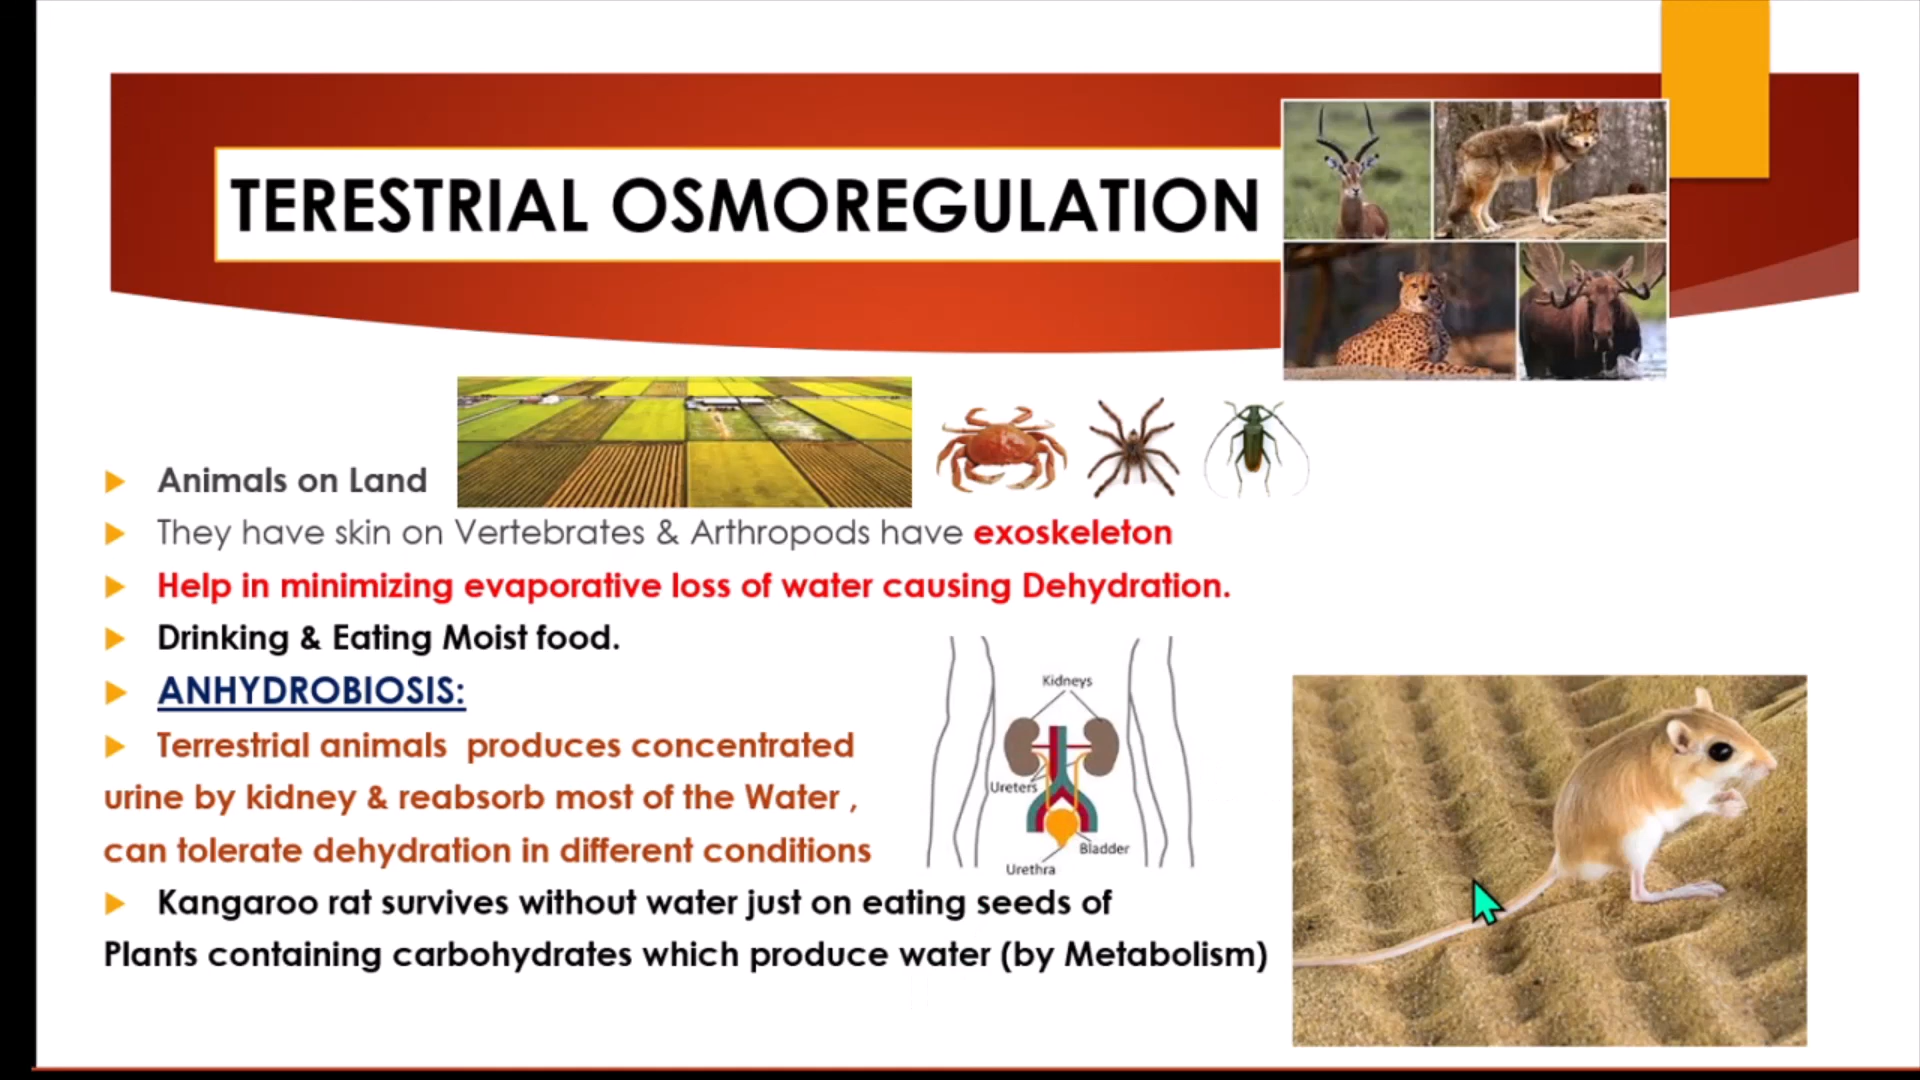 TERESTRIAL OSMOREGULATION
Animals on Land
They have skin on Vertebrates & Arthropods have exoskeleton
Help in minimizing evaporative loss of water causing Dehydration.
Drinking & Eating Moist food.
ANHYDROBIOSIS:
Terrestrial animals produces concentrated
urine by kidney & reabsorb most of the Water ,
can tolerate dehydration in different conditions
Kangaroo rat survives without water just on eating seeds of
Plants containing carbohydrates which produce water (by Metabolism)
Kidneys
Ureters
Bladder
Urethra